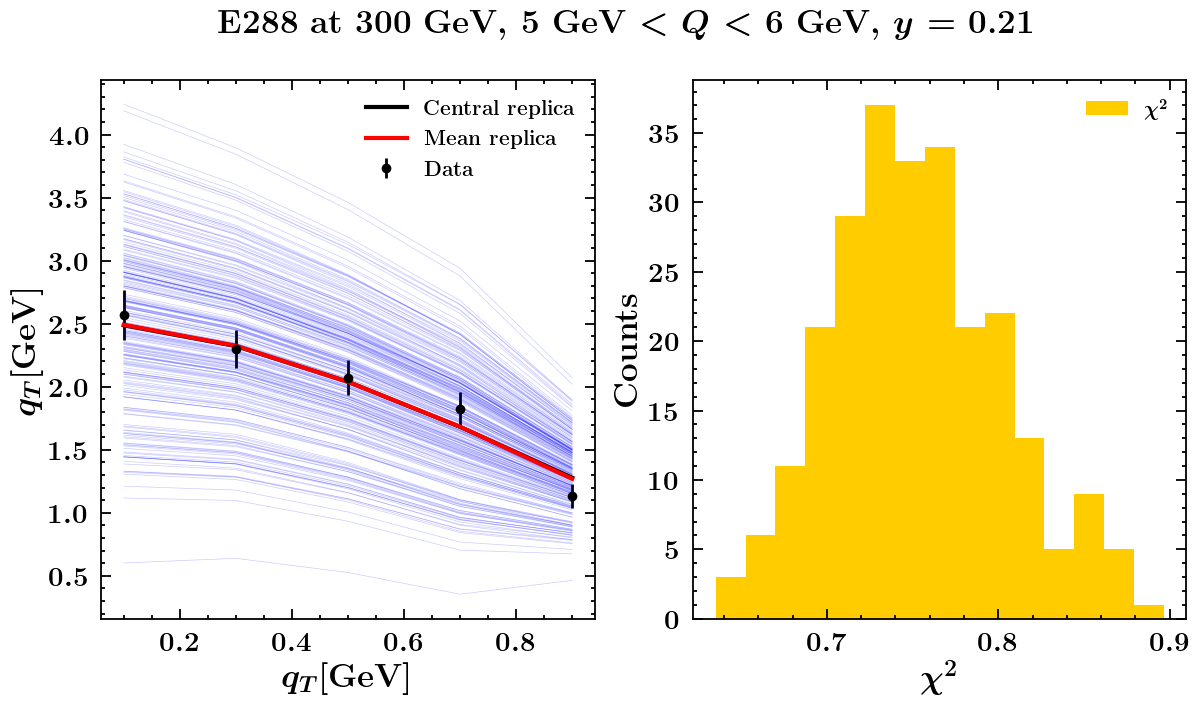 E288 at 300 GeV, 5 GeV < Q < 6 GeV, y = 0.21
Central replica
Mean replica
Data
4.0
3.5
3.0
2.5
2.0
1.5
1.0
0.5
q_T[GeV]
0.2 0.4 0.6 0.8
q_T[GeV]
χ²
35
30
25
20
15
10
5
0
Counts
0.7 0.8 0.9
χ²